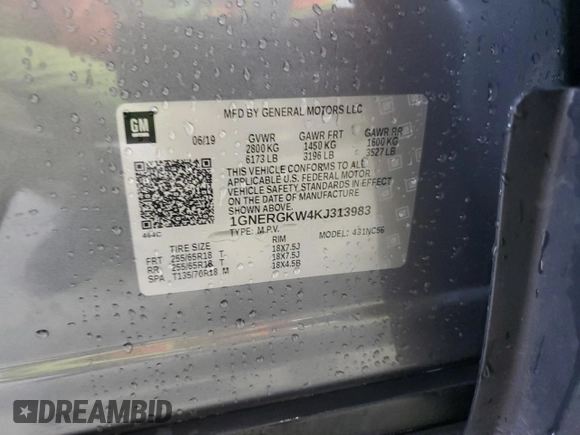 MFD BY GENERAL MOTORS LLC
GM
06/19 GVWR GAWR FRT GAWR RR
2800 KG 1450 KG 1600 KG
6173 LB 3196 LB 3527 LB
THIS VEHICLE CONFORMS TO ALL
APPLICABLE U.S. FEDERAL MOTOR
VEHICLE SAFETY STANDARDS IN EFFECT
ON THE DATE OF MANUFACTURE
SHOWN ABOVE.
1GNERGKW4KJ313983
TYPE: M.P.V. MODEL: 431NC56
464C
TIRE SIZE RIM
FRT 255/65R18 T 18X7.5J
RR 255/65R18 T 18X7.5J
SPA T135/70R18 M 18X4.5B
DREAMBID